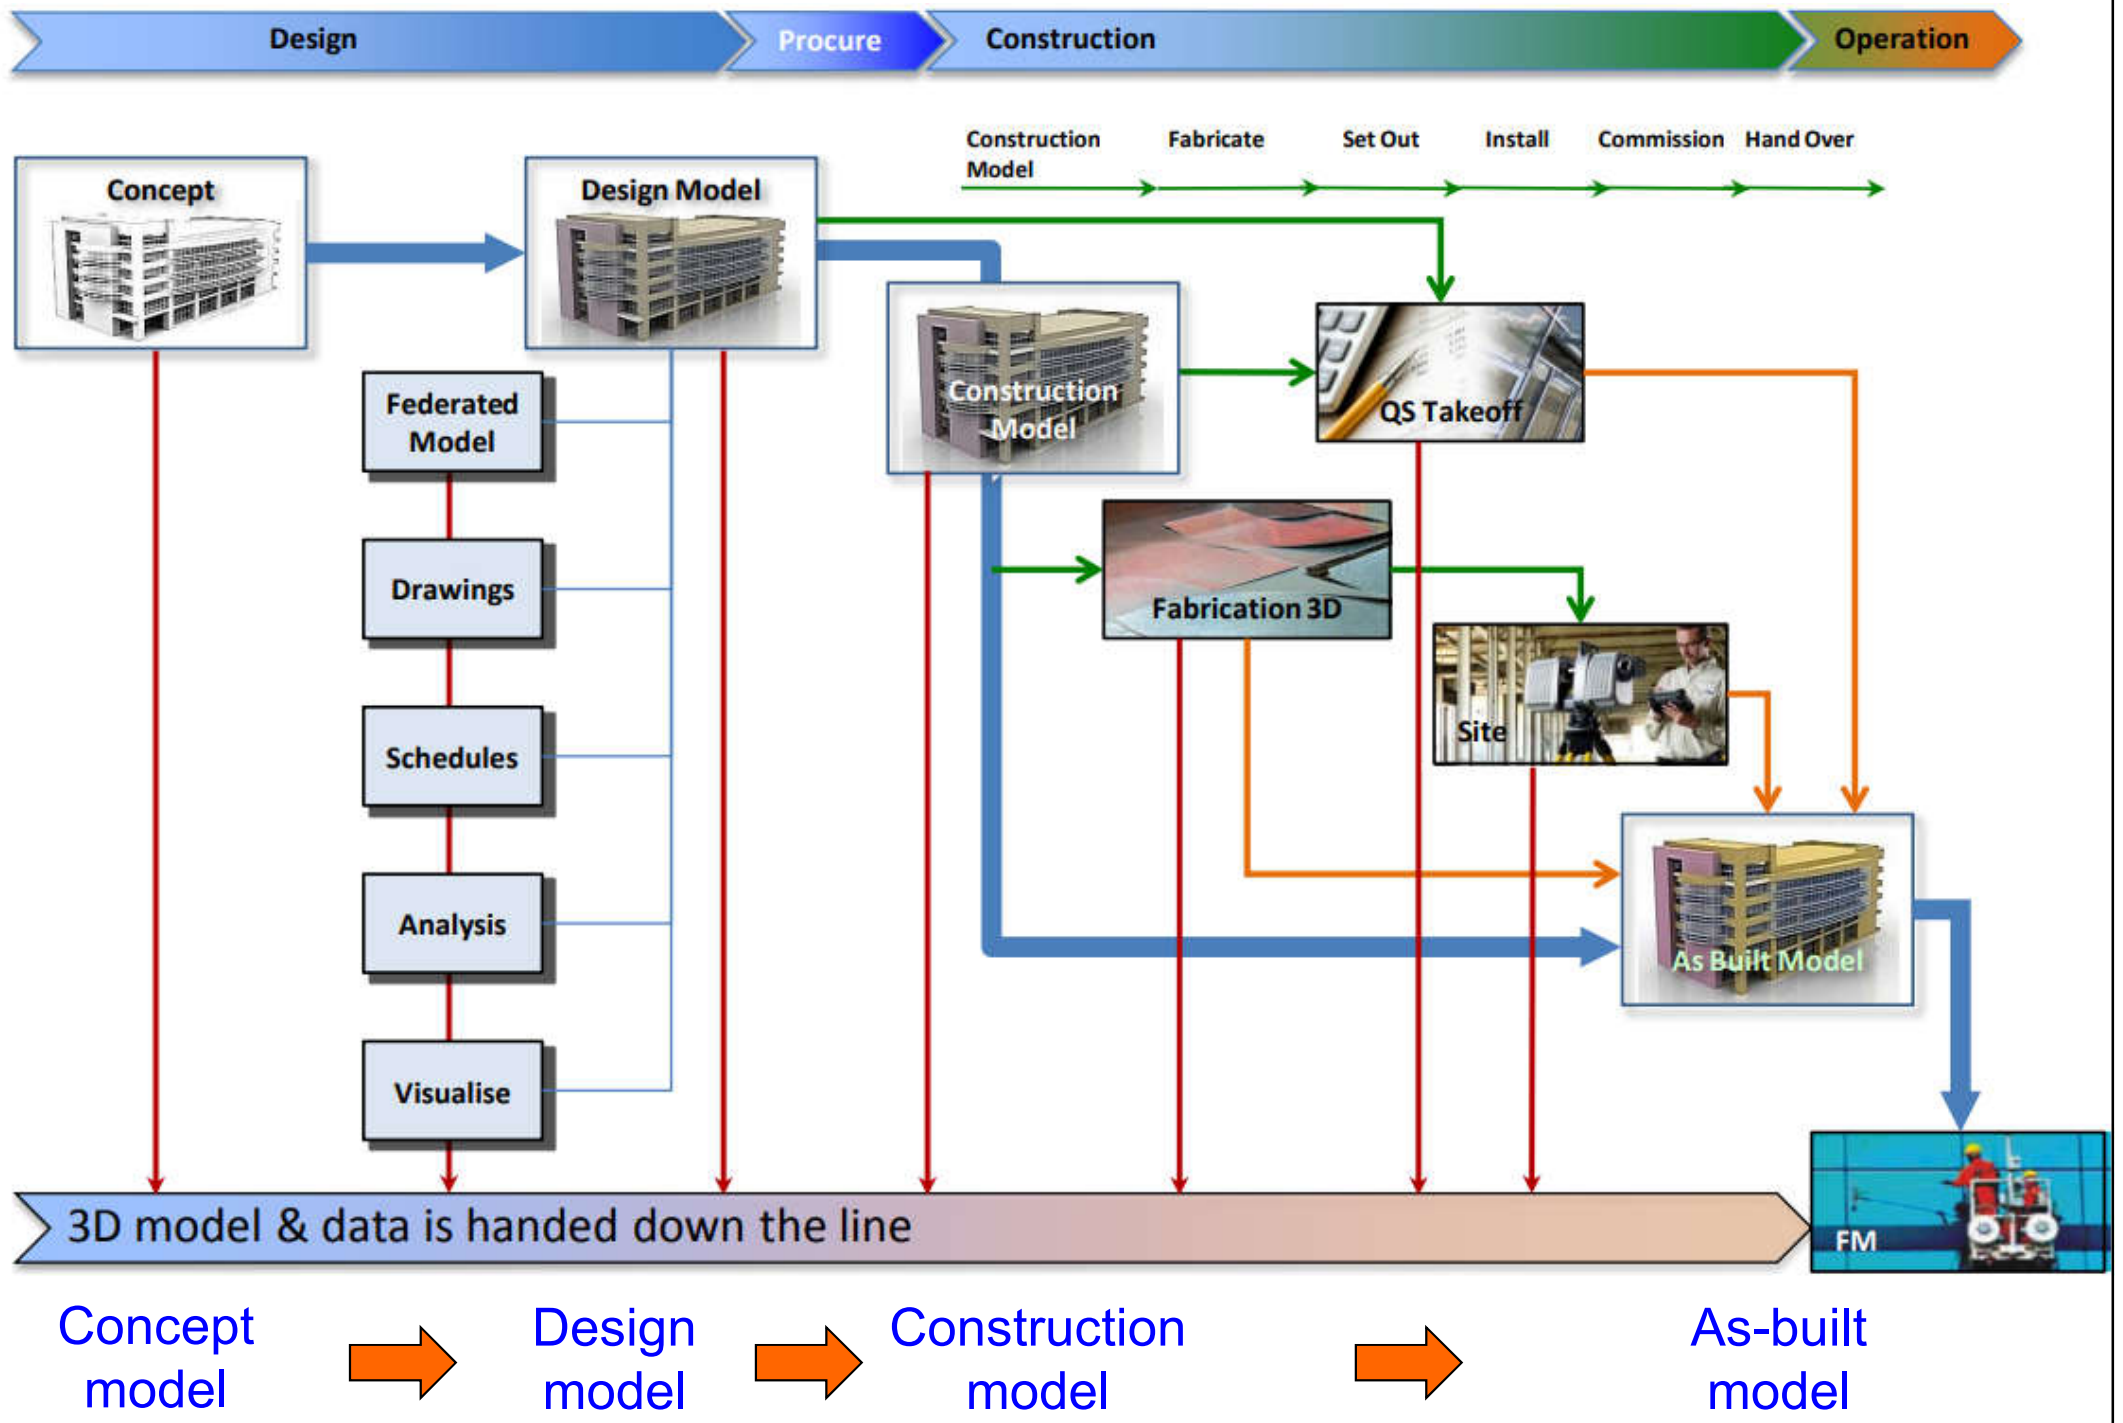 Design
Procure
Construction
Operation
Construction
Model
Fabricate
Set Out
Install
Commission
Hand Over
Concept
Design Model
Construction
Model
QS Takeoff
Federated
Model
Drawings
Fabrication 3D
Schedules
Site
Analysis
As Built Model
Visualise
3D model & data is handed down the line
FM
Concept
model
Design
model
Construction
model
As-built
model